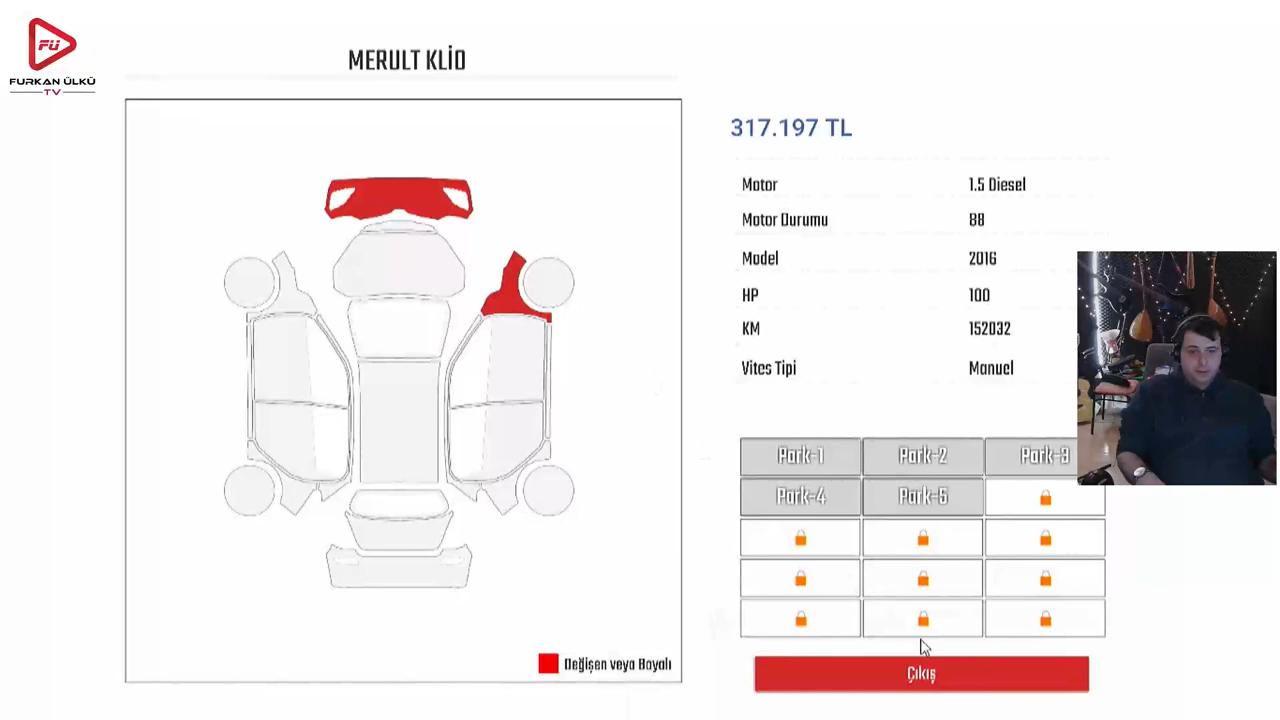 FU
FURKAN ÜLKÜ
TV
MERULT KLİD
317.197 TL
Motor 1.5 Diesel
Motor Durumu 88
Model 2016
HP 100
KM 152032
Vites Tipi Manuel
Park-1 Park-2 Park-3
Park-4 Park-5
Değişen veya Boyalı
Çıkış